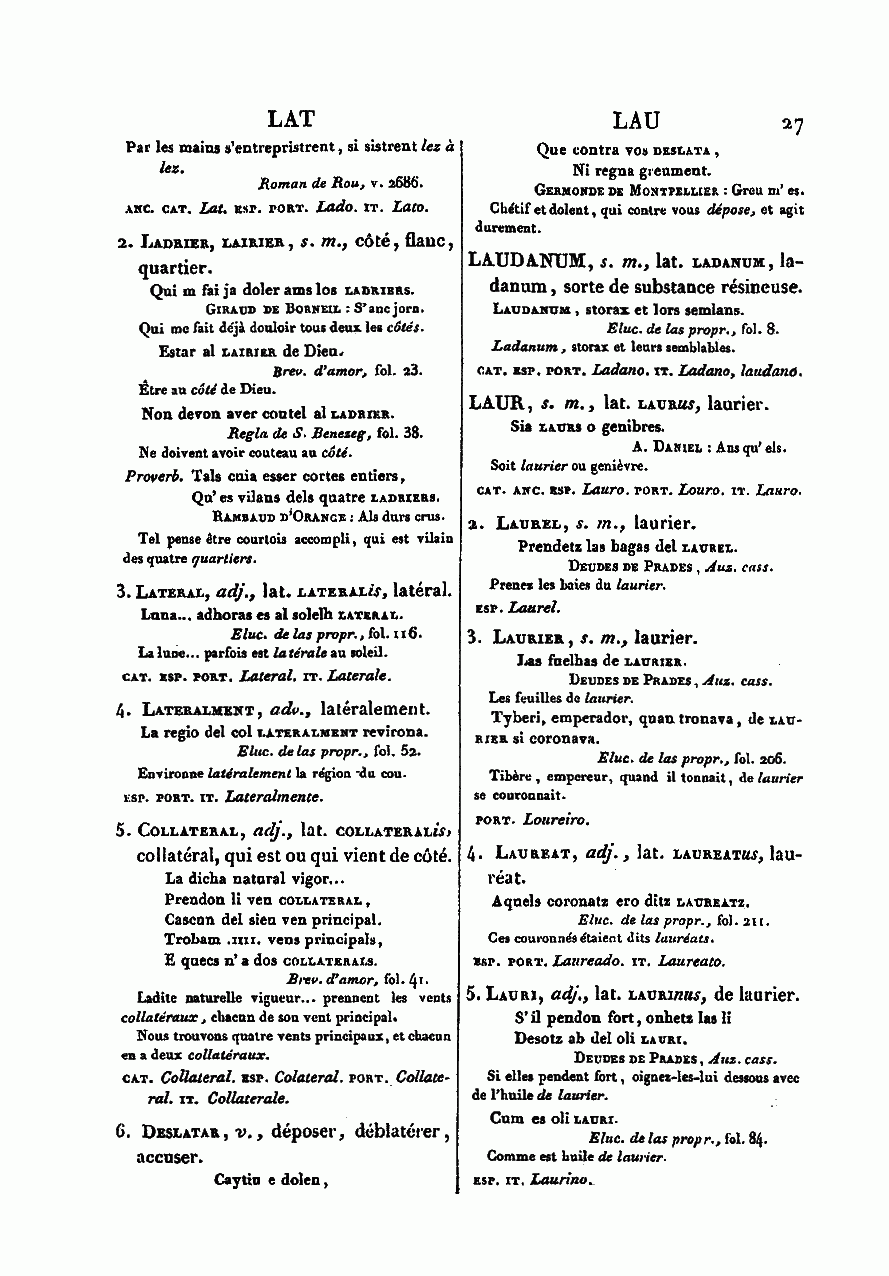 LAT
LAU
27
Par les mains s'entrepristrent, si sistrent lez à
lez.
Roman de Rou, v. 2686.
ANC. CAT. Lat. ESP. PORT. Lado. IT. Lato.
2. LADRIER, LAIRIER, s. m., côté, flanc,
quartier.
Qui m fai ja doler ams los LADRIERS.
GIRAUD DE BORNEIL : S'anc jorn.
Qui me fait déjà douloir tous deux les côtés.
Estar al LAIRIER de Dieu.
Brev. d'amor, fol. 23.
Être au côté de Dieu.
Non devon aver coutel al LADRIER.
Regla de S. Benezeg, fol. 38.
Ne doivent avoir couteau au côté.
Proverb. Tals cuia esser cortes entiers,
Qu'es vilans dels quatre LADRIERS.
RAMBAUD D'ORANGE : Als durs crus.
Tel pense être courtois accompli, qui est vilain
des quatre quartiers.
3. LATERAL, adj., lat. LATERALis, latéral.
Luna... adhoras es al solelh LATERAL.
Eluc. de las propr., fol. 116.
La lune... parfois est latérale au soleil.
CAT. ESP. PORT. Lateral. IT. Laterale.
4. LATERALMENT, adv., latéralement.
La regio del col LATERALMENT revirona.
Eluc. de las propr., fol. 52.
Environne latéralement la région du cou.
ESP. PORT. IT. Lateralmente.
5. COLLATERAL, adj., lat. COLLATERALis,
collatéral, qui est ou qui vient de côté.
La dicha natural vigor...
Prendon li ven COLLATERAL,
Cascun del sieu ven principal.
Trobam .IIII. vens principals,
E quecs n'a dos COLLATERALS.
Brev. d'amor, fol. 41.
Ladite naturelle vigueur... prennent les vents
collatéraux, chacun de son vent principal.
Nous trouvons quatre vents principaux, et chacun
en a deux collatéraux.
CAT. Collateral. ESP. Colateral. PORT. Collate-
ral. IT. Collaterale.
6. DESLATAR, v., déposer, déblatérer,
accuser.
Caytiu e dolen,
Que contra vos DESLATA,
Ni regna greument.
GERMONDE DE MONTPELLIER : Greu m'es.
Chétif et dolent, qui contre vous dépose, et agit
durement.
LAUDANUM, s. m., lat. LADANUM, la-
danum, sorte de substance résineuse.
LAUDANUM, storax et lors semlans.
Eluc. de las propr., fol. 8.
Ladanum, storax et leurs semblables.
CAT. ESP. PORT. Ladano. IT. Ladano, laudano.
LAUR, s. m., lat. LAURus, laurier.
Sia LAURS o genibres.
A. DANIEL : Ans qu'els.
Soit laurier ou genièvre.
CAT. ANC. ESP. Lauro. PORT. Louro. IT. Lauro.
2. LAUREL, s. m., laurier.
Prendetz las bagas del LAUREL.
DEUDES DE PRADES, Auz. cass.
Prenez les baies du laurier.
ESP. Laurel.
3. LAURIER, s. m., laurier.
Las fuelhas de LAURIER.
DEUDES DE PRADES, Auz. cass.
Les feuilles de laurier.
Tyberi, emperador, quan tronava, de LAU-
RIER si coronava.
Eluc. de las propr., fol. 206.
Tibère, empereur, quand il tonnait, de laurier
se couronnait.
PORT. Loureiro.
4. LAUREAT, adj., lat. LAUREATus, lau-
réat.
Aquels coronatz ero ditz LAUREATZ.
Eluc. de las propr., fol. 211.
Ces couronnés étaient dits lauréats.
ESP. PORT. Laureado. IT. Laureato.
5. LAURI, adj., lat. LAURInus, de laurier.
S'il pendon fort, onhetz las li
Desotz ab del oli LAURI.
DEUDES DE PRADES, Auz. cass.
Si elles pendent fort, oignez-les-lui dessous avec
de l'huile de laurier.
Cum es oli LAURI.
Eluc. de las propr., fol. 84.
Comme est huile de laurier.
ESP. IT. Laurino.